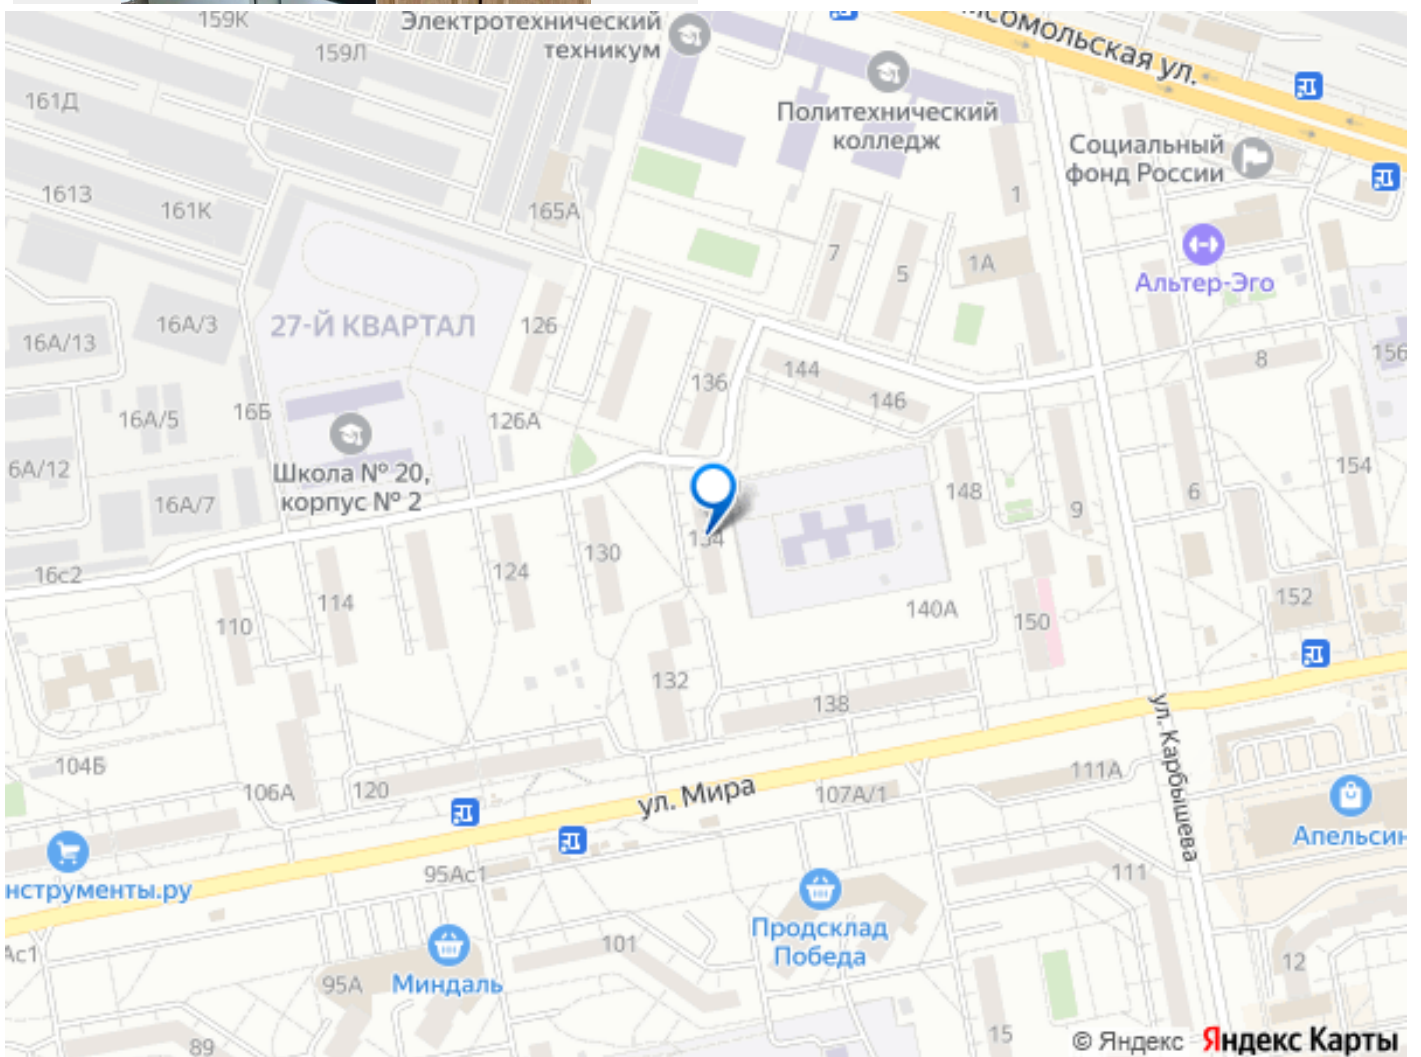 159К
Электротехнический
техникум
159Л
мсомольская ул.
161Д
Политехнический
колледж
Социальный
фонд России
1613
161К
165А
1
7
5
1А
Альтер-Эго
16А/13
16А/3
27-Й КВАРТАЛ
126
136
144
146
8
156
16А/5
16Б
126А
6А/12
16А/7
Школа № 20,
корпус № 2
148
9
6
154
134
16с2
114
124
130
110
140А
150
152
132
138
104Б
106А
120
ул. Мира
107А/1
111А
ул. Карбышева
Апельсин
нструменты.ру
95Ас1
111
Продсклад
Победа
Ас1
101
95А
Миндаль
12
89
15
© Яндекс
Яндекс Карты